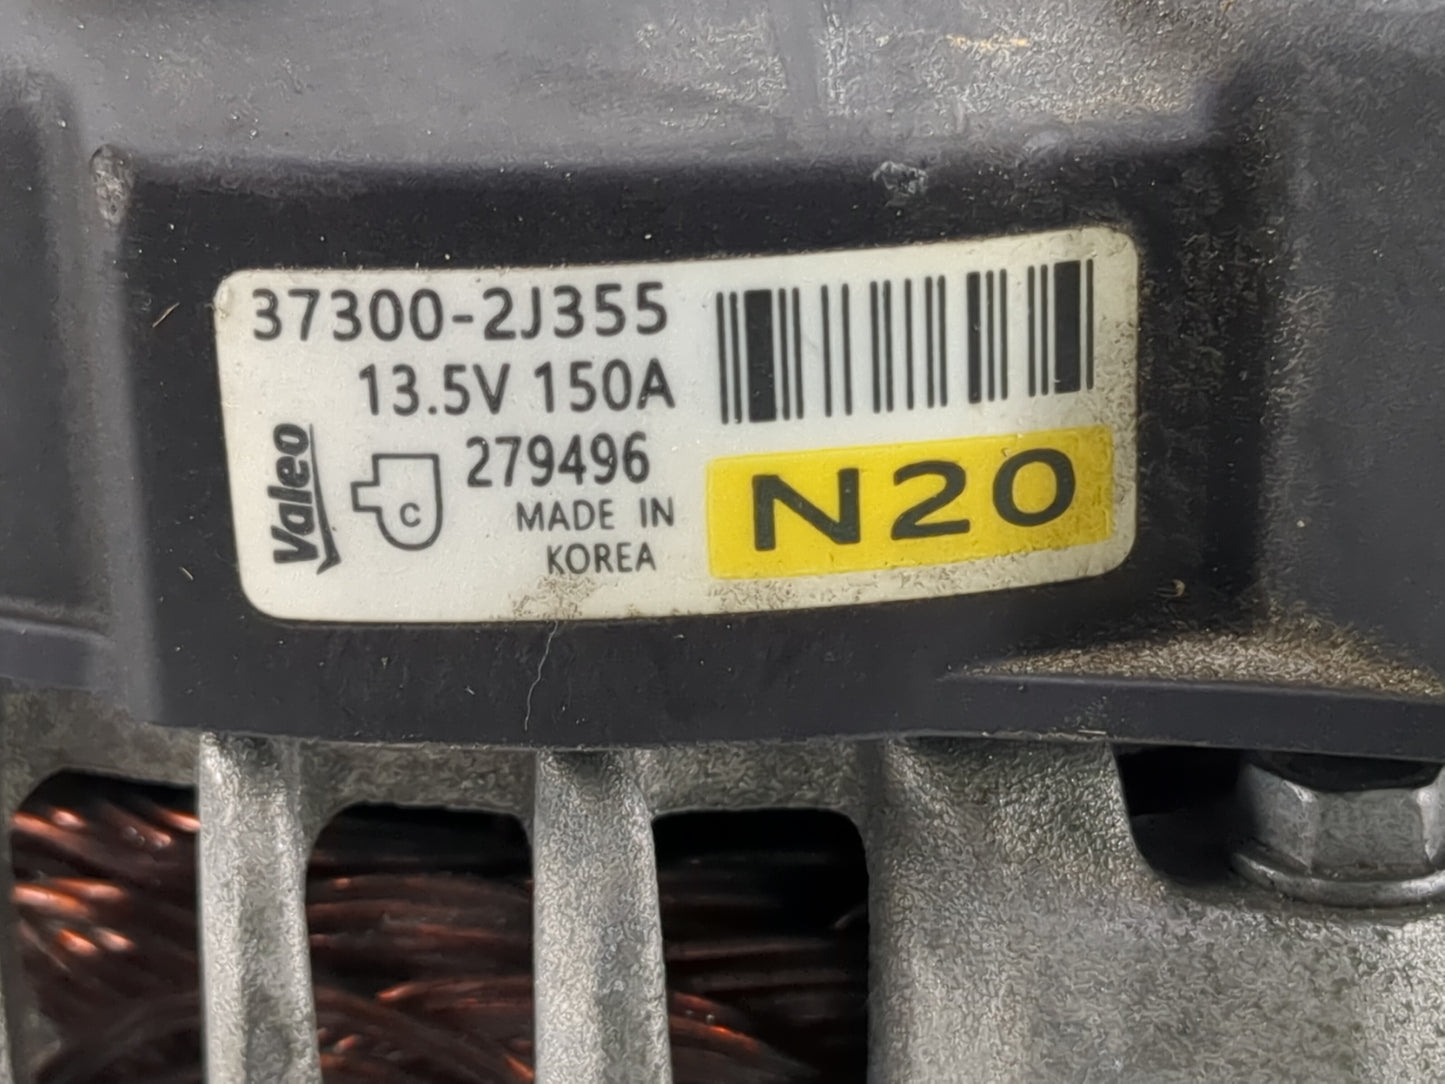 37300-2J355
13.5V 150A
Valeo
C
279496
MADE IN
KOREA
N20